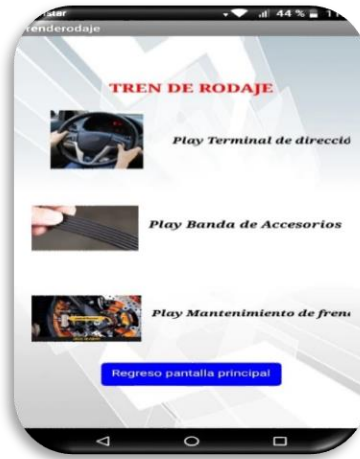 44 %
TREN DE RODAJE
Play Terminal de direcció
Play Banda de Accesorios
Play Mantenimiento de fren
Regreso pantalla principal